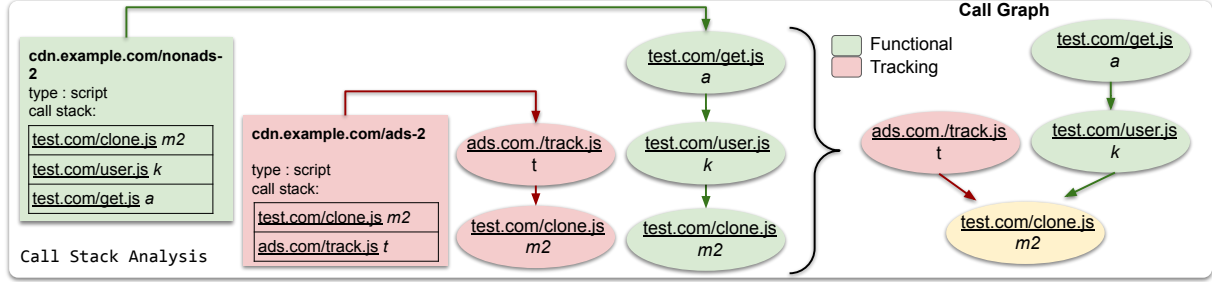 cdn.example.com/nonads-
2
type : script
call stack:
test.com/clone.js m2
test.com/user.js k
test.com/get.js a
cdn.example.com/ads-2
type : script
call stack:
test.com/clone.js m2
ads.com/track.js t
ads.com./track.js
t
test.com/clone.js
m2
test.com/get.js
a
test.com/user.js
k
test.com/clone.js
m2
Call Graph
Functional
Tracking
test.com/get.js
a
ads.com./track.js
t
test.com/user.js
k
test.com/clone.js
m2
Call Stack Analysis